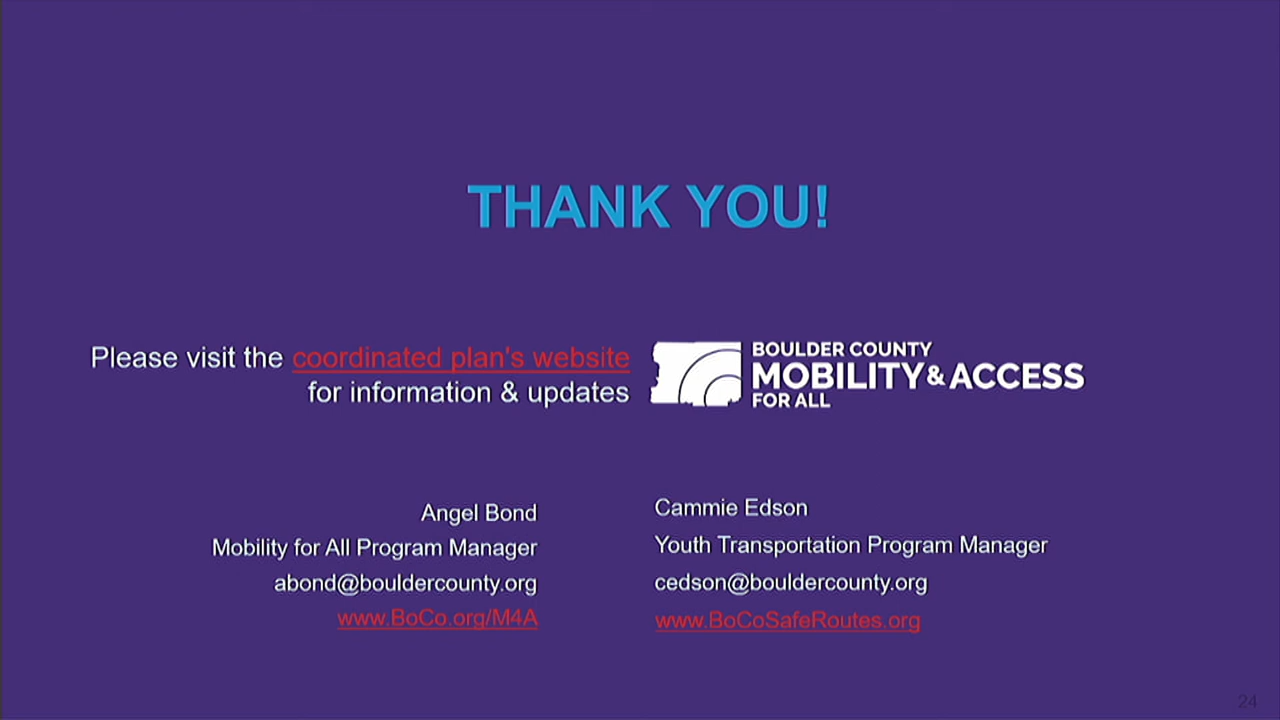 THANK YOU!
Please visit the coordinated plan's website
for information & updates
BOULDER COUNTY
MOBILITY & ACCESS
FOR ALL
Angel Bond
Mobility for All Program Manager
abond@bouldercounty.org
www.BoCo.org/M4A
Cammie Edson
Youth Transportation Program Manager
cedson@bouldercounty.org
www.BoCoSafeRoutes.org
24